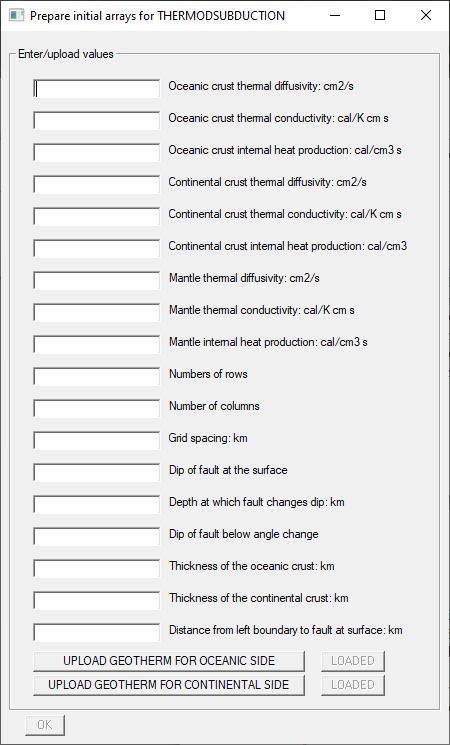 Prepare initial arrays for THERMODSUBDUCTION
Enter/upload values
Oceanic crust thermal diffusivity: cm2/s
Oceanic crust thermal conductivity: cal/K cm s
Oceanic crust internal heat production: cal/cm3 s
Continental crust thermal diffusivity: cm2/s
Continental crust thermal conductivity: cal/K cm s
Continental crust internal heat production: cal/cm3
Mantle thermal diffusivity: cm2/s
Mantle thermal conductivity: cal/K cm s
Mantle internal heat production: cal/cm3 s
Numbers of rows
Number of columns
Grid spacing: km
Dip of fault at the surface
Depth at which fault changes dip: km
Dip of fault below angle change
Thickness of the oceanic crust: km
Thickness of the continental crust: km
Distance from left boundary to fault at surface: km
UPLOAD GEOTHERM FOR OCEANIC SIDE LOADED
UPLOAD GEOTHERM FOR CONTINENTAL SIDE LOADED
OK